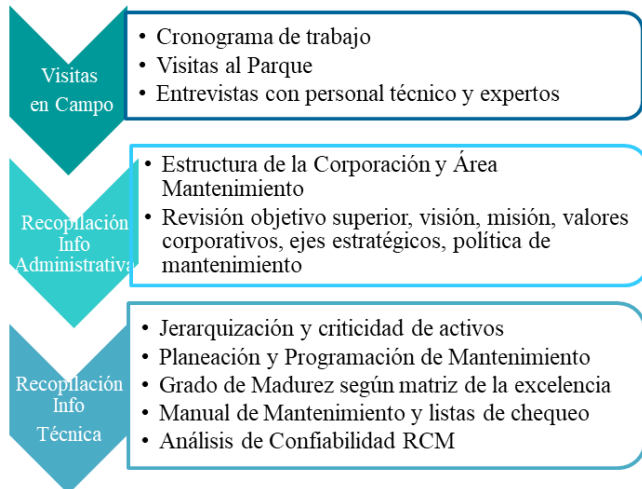 Visitas
en Campo
• Cronograma de trabajo
• Visitas al Parque
• Entrevistas con personal técnico y expertos
Recopilación
Info
Administrativa
• Estructura de la Corporación y Área
Mantenimiento
• Revisión objetivo superior, visión, misión, valores
corporativos, ejes estratégicos, política de
mantenimiento
Recopilación
Info
Técnica
• Jerarquización y criticidad de activos
• Planeación y Programación de Mantenimiento
• Grado de Madurez según matriz de la excelencia
• Manual de Mantenimiento y listas de chequeo
• Análisis de Confiabilidad RCM